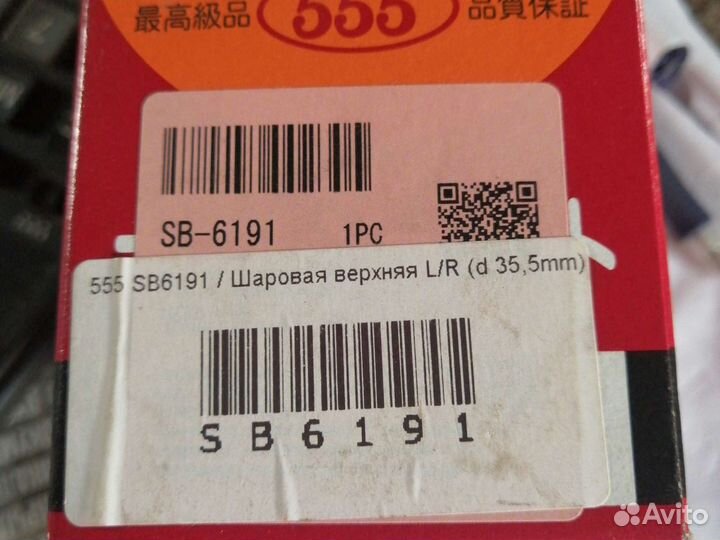 最高級品
555
品質保証
SB-6191
1PC
555 SB6191 / Шаровая верхняя L/R (d 35,5mm)
SB6191
Avito